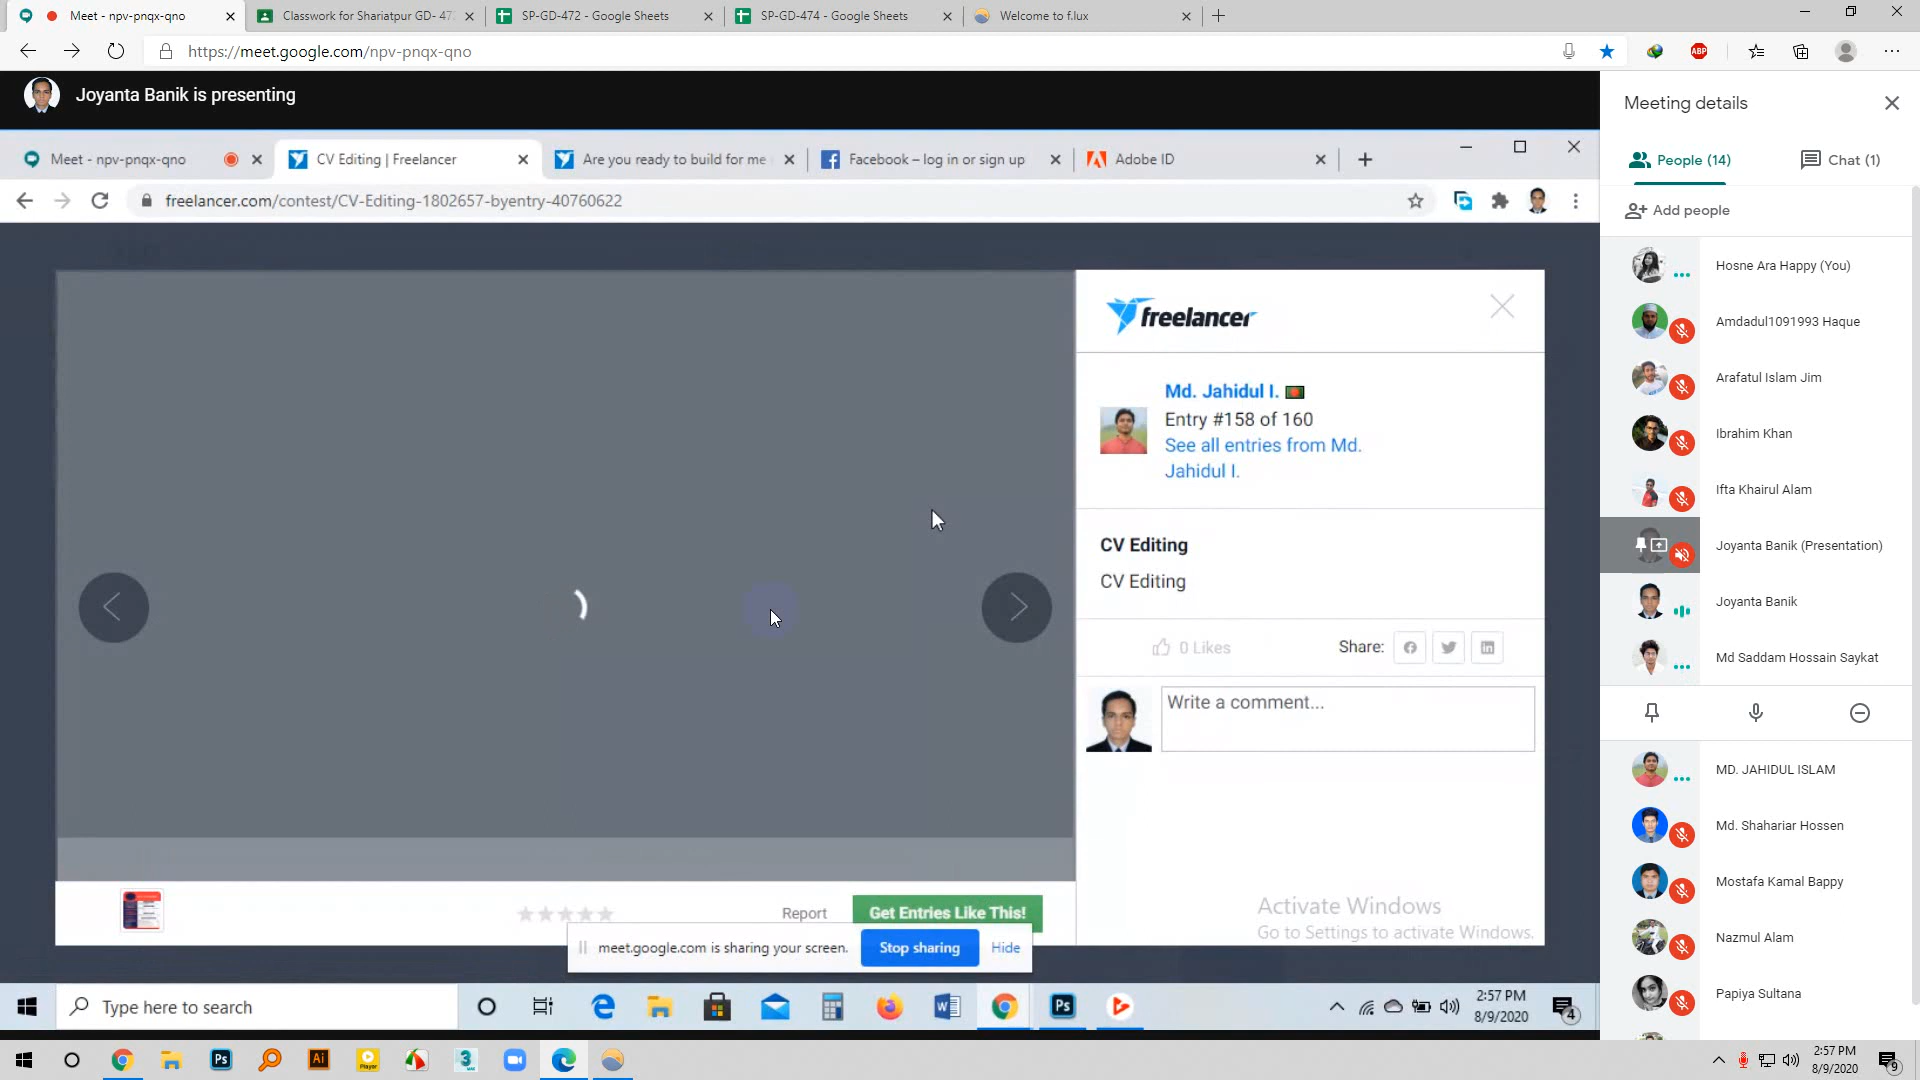 Meet - npv-pnqx-qno
Classwork for Shariatpur GD- 47
SP-GD-472 - Google Sheets
SP-GD-474 - Google Sheets
Welcome to f.lux
https://meet.google.com/npv-pnqx-qno
ABP
Joyanta Banik is presenting
Meet - npv-pnqx-qno
CV Editing | Freelancer
Are you ready to build for me
Facebook – log in or sign up
Adobe ID
freelancer.com/contest/CV-Editing-1802657-byentry-40760622
freelancer
Md. Jahidul I.
Entry #158 of 160
See all entries from Md.
Jahidul I.
CV Editing
CV Editing
0 Likes
Share:
Write a comment...
Report
Get Entries Like This!
Activate Windows
Go to Settings to activate Windows.
meet.google.com is sharing your screen.
Stop sharing
Hide
Type here to search
Ps
2:57 PM
8/9/2020
4
Meeting details
People (14)
Chat (1)
Add people
Hosne Ara Happy (You)
Amdadul1091993 Haque
Arafatul Islam Jim
Ibrahim Khan
Ifta Khairul Alam
Joyanta Banik (Presentation)
Joyanta Banik
Md Saddam Hossain Saykat
MD. JAHIDUL ISLAM
Md. Shahariar Hossen
Mostafa Kamal Bappy
Nazmul Alam
Papiya Sultana
Ps
Ai
Player
3
2:57 PM
8/9/2020
9